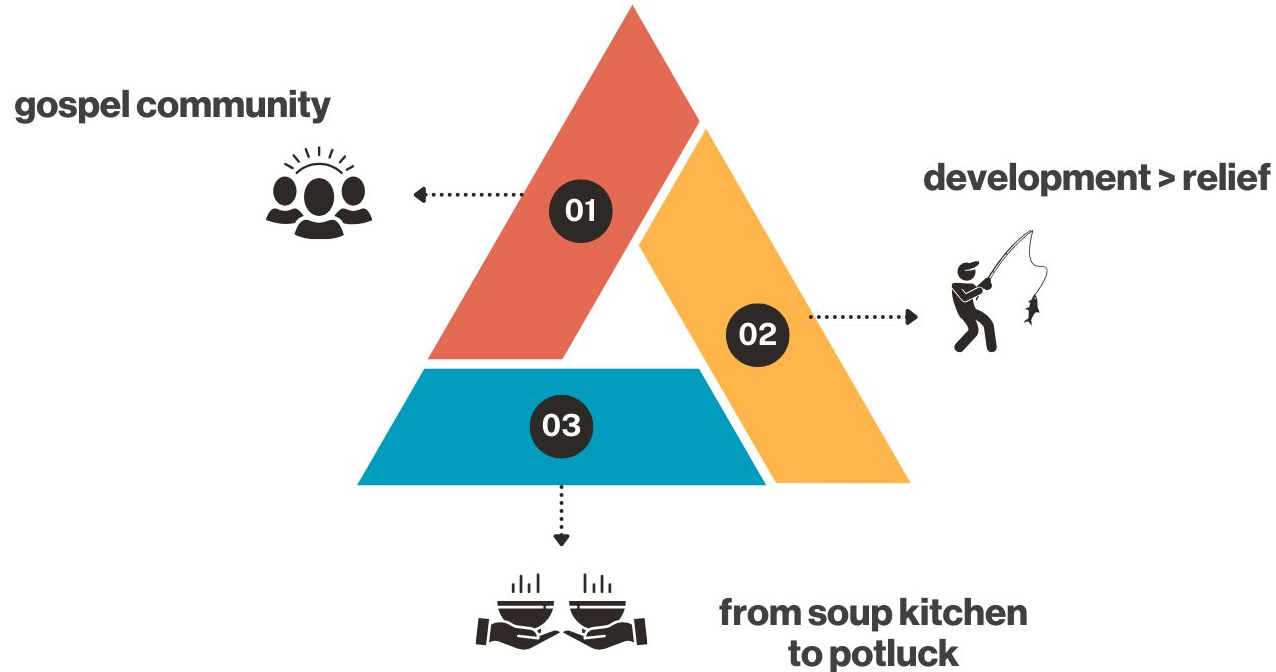 gospel community
01
development > relief
02
03
from soup kitchen
to potluck